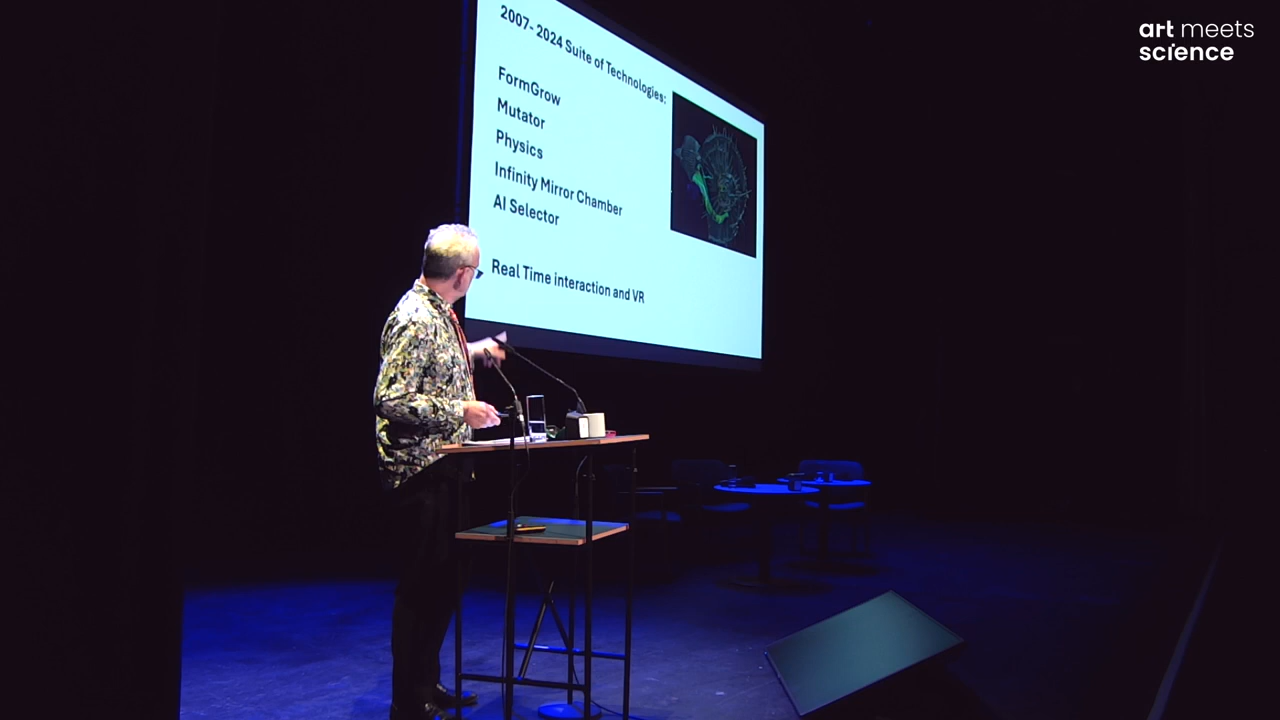 art meets
science
2007- 2024 Suite of Technologies:
FormGrow
Mutator
Physics
Infinity Mirror Chamber
AI Selector
Real Time interaction and VR